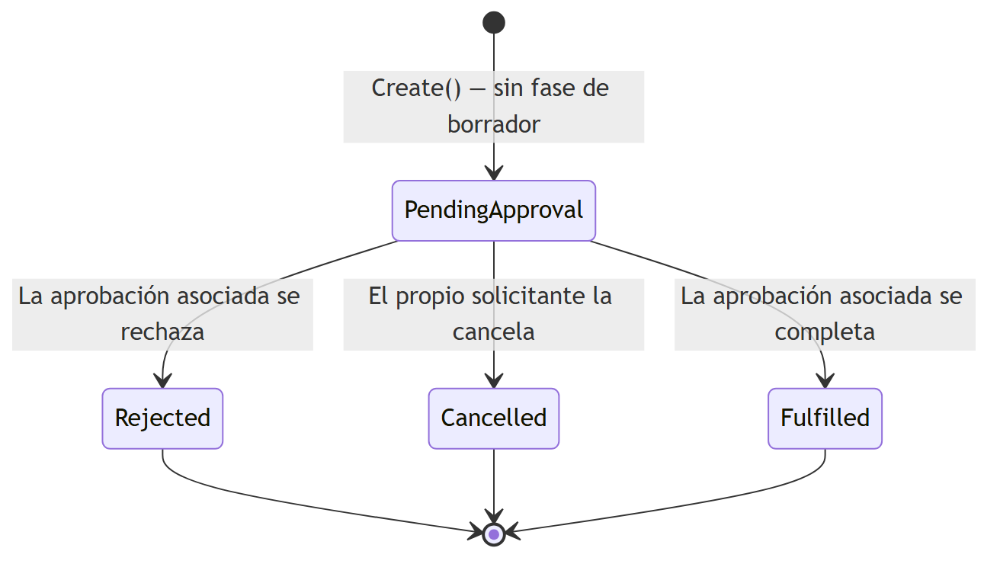 Create() — sin fase de
borrador
PendingApproval
La aprobación asociada se
rechaza
El propio solicitante la
cancela
La aprobación asociada se
completa
Rejected
Cancelled
Fulfilled